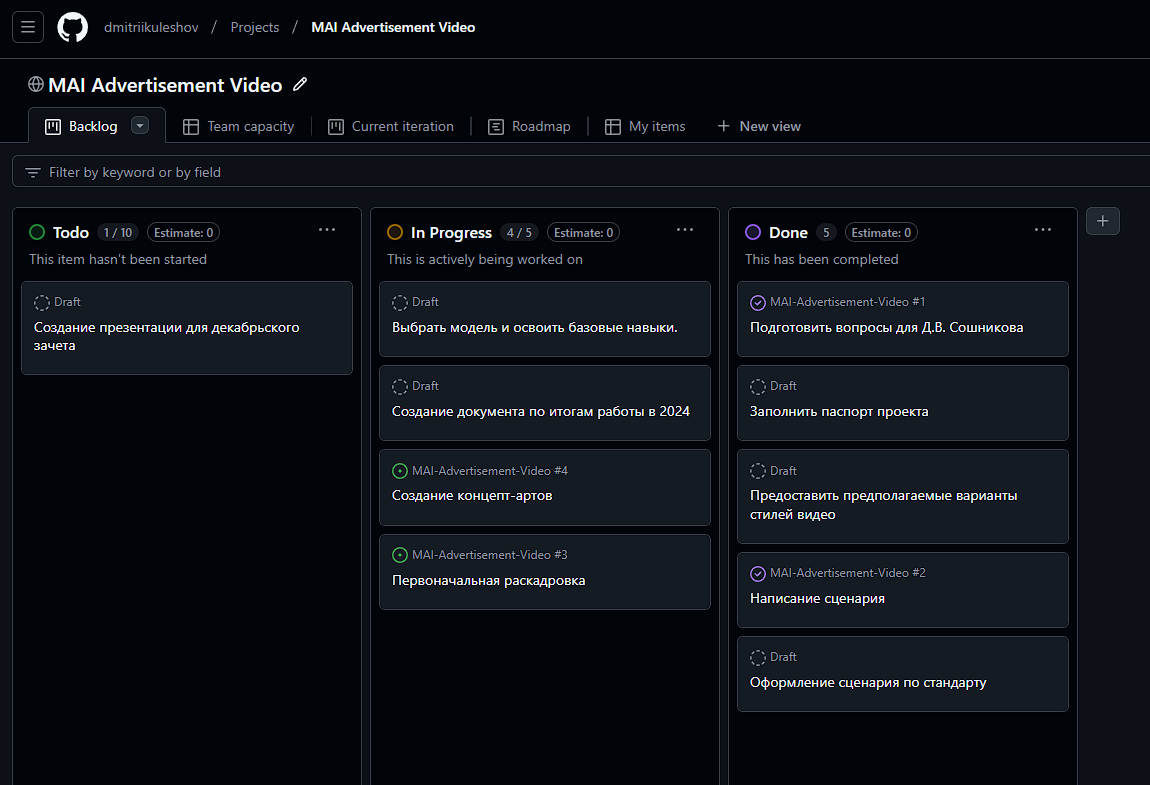 dmitriikuleshov / Projects / MAI Advertisement Video
MAI Advertisement Video
Backlog Team capacity Current iteration Roadmap My items + New view
Filter by keyword or by field
Todo 1 / 10 Estimate: 0
This item hasn't been started
Draft
Создание презентации для декабрьского
зачета
In Progress 4 / 5 Estimate: 0
This is actively being worked on
Draft
Выбрать модель и освоить базовые навыки.
Draft
Создание документа по итогам работы в 2024
MAI-Advertisement-Video #4
Создание концепт-артов
MAI-Advertisement-Video #3
Первоначальная раскадровка
Done 5 Estimate: 0
This has been completed
MAI-Advertisement-Video #1
Подготовить вопросы для Д.В. Сошникова
Draft
Заполнить паспорт проекта
Draft
Предоставить предполагаемые варианты
стилей видео
MAI-Advertisement-Video #2
Написание сценария
Draft
Оформление сценария по стандарту